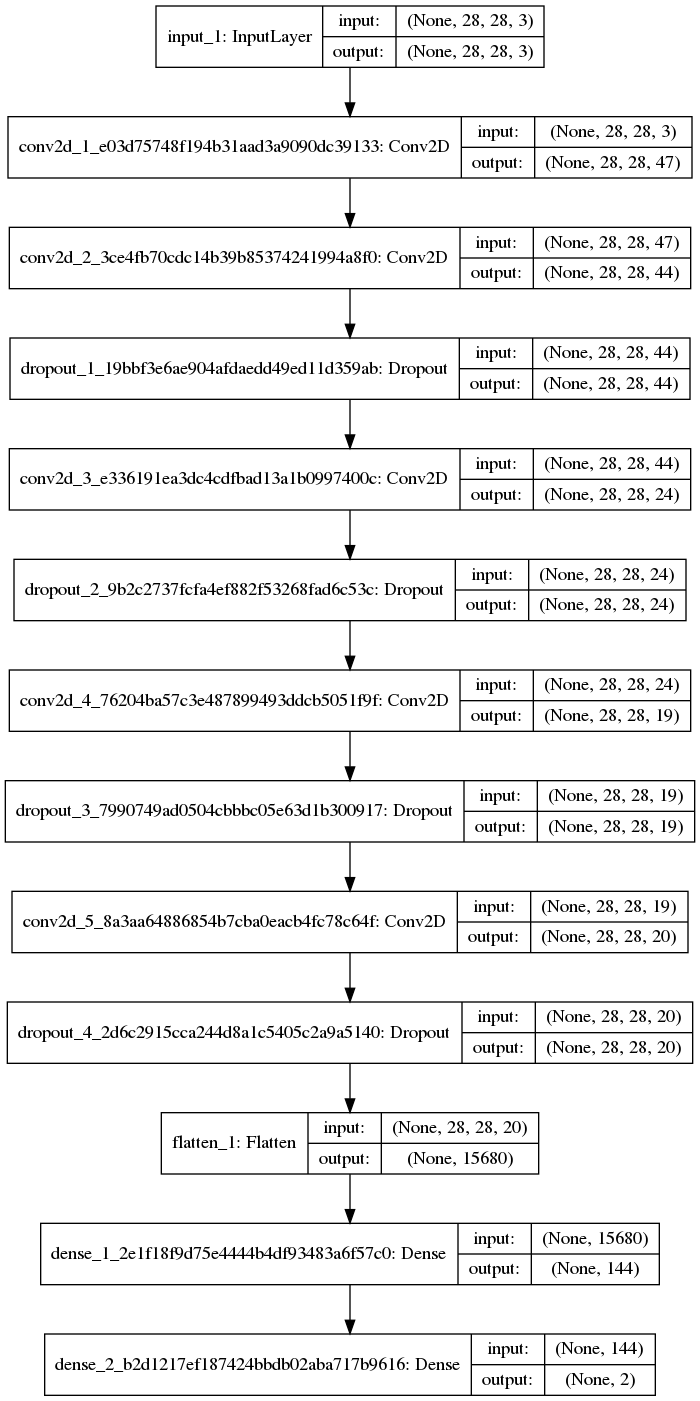 input_1: InputLayer
input: (None, 28, 28, 3)
output: (None, 28, 28, 3)
conv2d_1_e03d75748f194b31aad3a9090dc39133: Conv2D
input: (None, 28, 28, 3)
output: (None, 28, 28, 47)
conv2d_2_3ce4fb70cdc14b39b85374241994a8f0: Conv2D
input: (None, 28, 28, 47)
output: (None, 28, 28, 44)
dropout_1_19bbf3e6ae904afdaedd49ed11d359ab: Dropout
input: (None, 28, 28, 44)
output: (None, 28, 28, 44)
conv2d_3_e336191ea3dc4cdfbad13a1b0997400c: Conv2D
input: (None, 28, 28, 44)
output: (None, 28, 28, 24)
dropout_2_9b2c2737fcfa4ef882f53268fad6c53c: Dropout
input: (None, 28, 28, 24)
output: (None, 28, 28, 24)
conv2d_4_76204ba57c3e487899493ddcb5051f9f: Conv2D
input: (None, 28, 28, 24)
output: (None, 28, 28, 19)
dropout_3_7990749ad0504cbbbc05e63d1b300917: Dropout
input: (None, 28, 28, 19)
output: (None, 28, 28, 19)
conv2d_5_8a3aa64886854b7cba0eacb4fc78c64f: Conv2D
input: (None, 28, 28, 19)
output: (None, 28, 28, 20)
dropout_4_2d6c2915cca244d8a1c5405c2a9a5140: Dropout
input: (None, 28, 28, 20)
output: (None, 28, 28, 20)
flatten_1: Flatten
input: (None, 28, 28, 20)
output: (None, 15680)
dense_1_2e1f18f9d75e4444b4df93483a6f57c0: Dense
input: (None, 15680)
output: (None, 144)
dense_2_b2d1217ef187424bbdb02aba717b9616: Dense
input: (None, 144)
output: (None, 2)